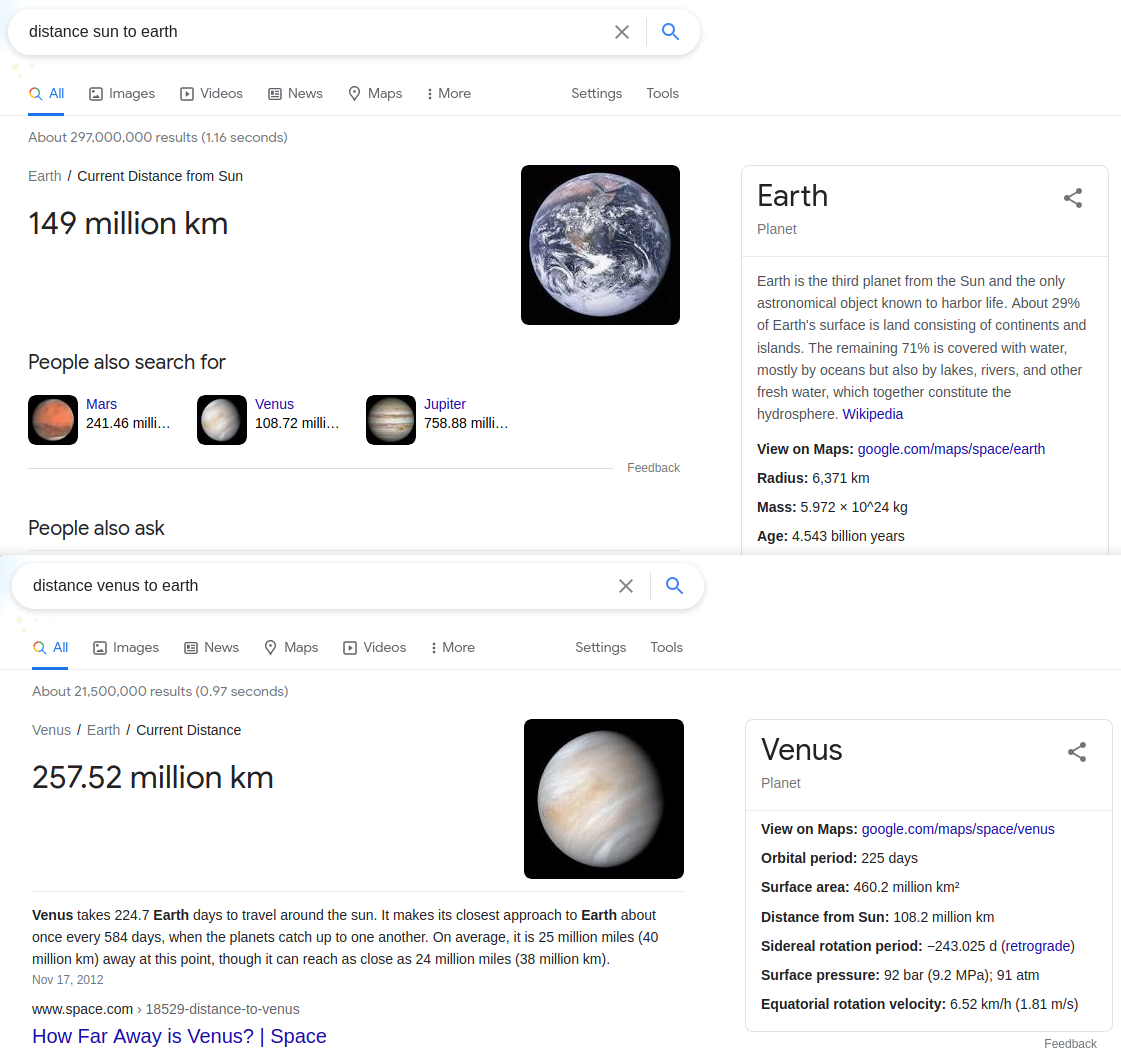 distance sun to earth
All Images Videos News Maps More Settings Tools
About 297,000,000 results (1.16 seconds)
Earth / Current Distance from Sun
149 million km
People also search for
Mars
241.46 milli…
Venus
108.72 milli…
Jupiter
758.88 milli…
Feedback
People also ask
Earth
Planet
Earth is the third planet from the Sun and the only
astronomical object known to harbor life. About 29%
of Earth's surface is land consisting of continents and
islands. The remaining 71% is covered with water,
mostly by oceans but also by lakes, rivers, and other
fresh water, which together constitute the
hydrosphere. Wikipedia
View on Maps: google.com/maps/space/earth
Radius: 6,371 km
Mass: 5.972 × 10^24 kg
Age: 4.543 billion years
distance venus to earth
All Images News Maps Videos More Settings Tools
About 21,500,000 results (0.97 seconds)
Venus / Earth / Current Distance
257.52 million km
Venus takes 224.7 Earth days to travel around the sun. It makes its closest approach to Earth about
once every 584 days, when the planets catch up to one another. On average, it is 25 million miles (40
million km) away at this point, though it can reach as close as 24 million miles (38 million km).
Nov 17, 2012
www.space.com › 18529-distance-to-venus
How Far Away is Venus? | Space
Venus
Planet
View on Maps: google.com/maps/space/venus
Orbital period: 225 days
Surface area: 460.2 million km²
Distance from Sun: 108.2 million km
Sidereal rotation period: −243.025 d (retrograde)
Surface pressure: 92 bar (9.2 MPa); 91 atm
Equatorial rotation velocity: 6.52 km/h (1.81 m/s)
Feedback